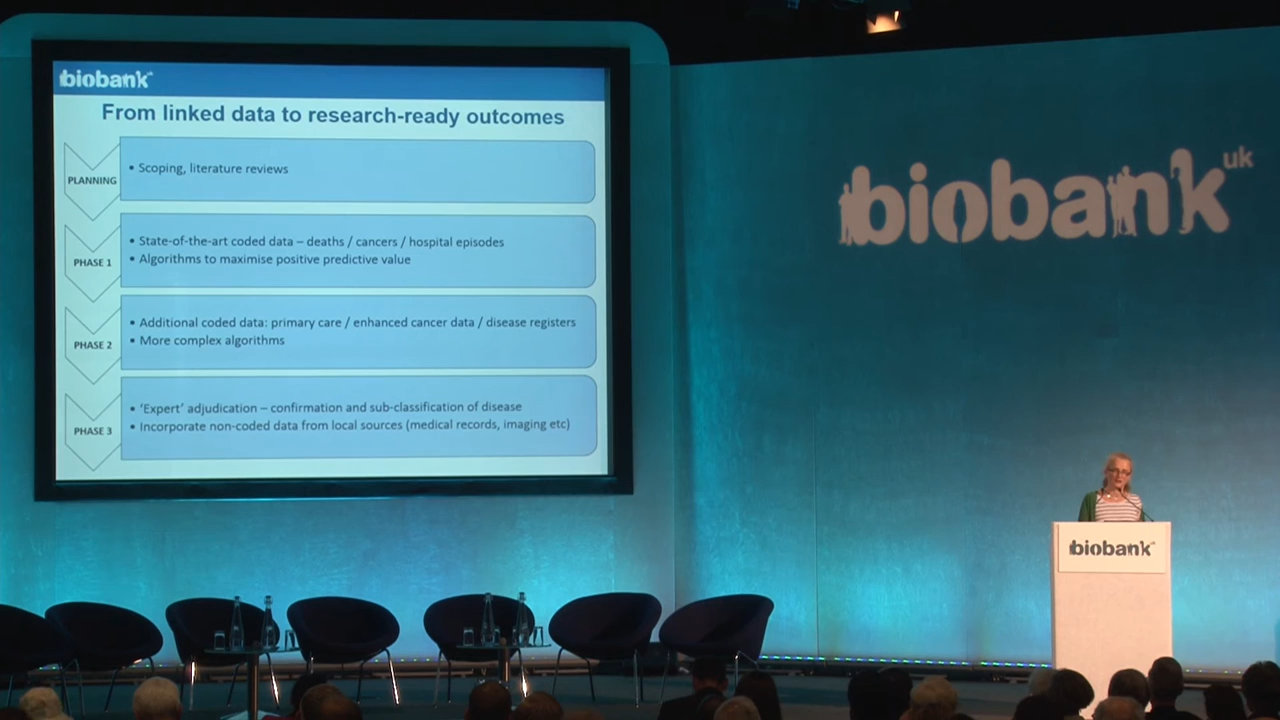 biobank uk
From linked data to research-ready outcomes
PLANNING
• Scoping, literature reviews
PHASE 1
• State-of-the-art coded data – deaths / cancers / hospital episodes
• Algorithms to maximise positive predictive value
PHASE 2
• Additional coded data: primary care / enhanced cancer data / disease registers
• More complex algorithms
PHASE 3
• ‘Expert’ adjudication – confirmation and sub-classification of disease
• Incorporate non-coded data from local sources (medical records, imaging etc)
biobank uk
biobank uk